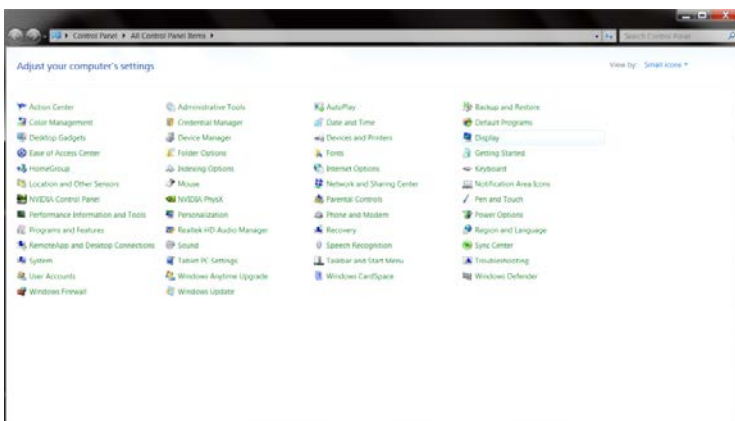 Control Panel All Control Panel Items Search Control Panel
Adjust your computer's settings View by: Small icons
Action Center Administrative Tools AutoPlay Backup and Restore
Color Management Credential Manager Date and Time Default Programs
Desktop Gadgets Device Manager Devices and Printers Display
Ease of Access Center Folder Options Fonts Getting Started
HomeGroup Indexing Options Internet Options Keyboard
Location and Other Sensors Mouse Network and Sharing Center Notification Area Icons
NVIDIA Control Panel NVIDIA PhysX Parental Controls Pen and Touch
Performance Information and Tools Personalization Phone and Modem Power Options
Programs and Features Realtek HD Audio Manager Recovery Region and Language
RemoteApp and Desktop Connections Sound Speech Recognition Sync Center
System Tablet PC Settings Taskbar and Start Menu Troubleshooting
User Accounts Windows Anytime Upgrade Windows CardSpace Windows Defender
Windows Firewall Windows Update